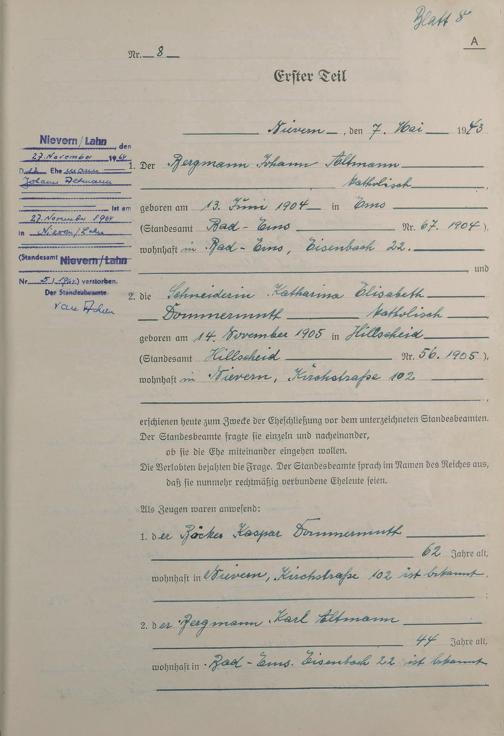 Blatt 8
A
Nr. 8
Erster Teil
Nievern, den 7. Mai 1943
1. Der Bergmann Johann Altmann
katholisch
geboren am 13. Juni 1904 in Ems
(Standesamt Bad-Ems Nr. 67. 1904).
wohnhaft in Bad-Ems, Eisenbach 22.
und
2. die Schneiderin Katharina Elisabeth
Dommermuth katholisch
geboren am 14. November 1905 in Hillscheid
(Standesamt Hillscheid Nr. 56. 1905),
wohnhaft in Nievern, Kirchstraße 102
erschienen heute zum Zwecke der Eheschließung vor dem unterzeichneten Standesbeamten.
Der Standesbeamte fragte sie einzeln und nacheinander,
ob sie die Ehe miteinander eingehen wollen.
Die Verlobten bejahten die Frage. Der Standesbeamte sprach im Namen des Reiches aus,
daß sie nunmehr rechtmäßig verbundene Eheleute seien.
Als Zeugen waren anwesend:
1. der Bäcker Kaspar Dommermuth
62 Jahre alt,
wohnhaft in Nievern, Kirchstraße 102 ist bekannt
;
2. der Bergmann Karl Altmann
44 Jahre alt,
wohnhaft in Bad-Ems. Eisenbach 22 ist bekannt
Nievern/Lahn, den
27. November 19
Ehemann
Johann Altmann
ist am
27. November
in Nievern/Lahn
(Standesamt Nievern/Lahn
Nr. 5) verstorben.
Der Standesbeamte